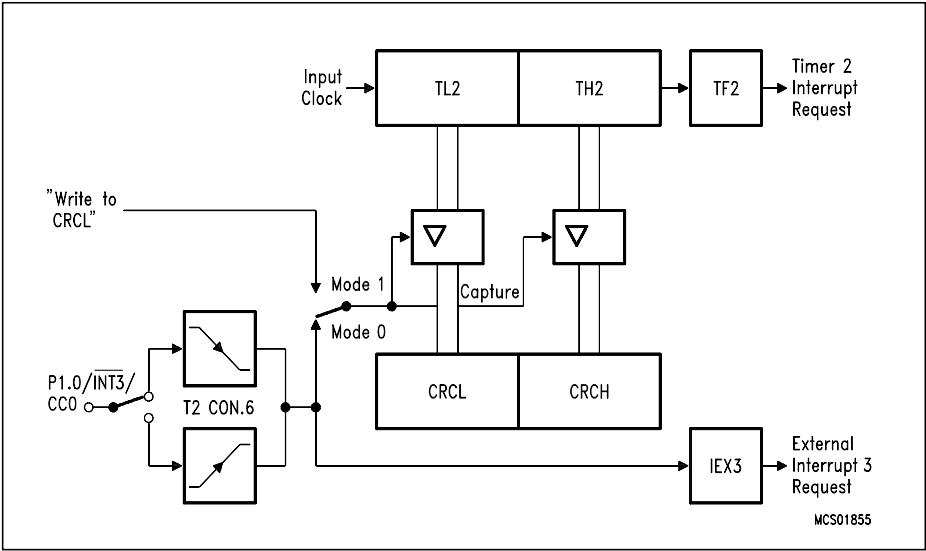 Input
Clock
TL2
TH2
TF2
Timer 2
Interrupt
Request
"Write to
CRCL"
Mode 1
Capture
Mode 0
P1.0/INT3/
CC0
T2 CON.6
CRCL
CRCH
IEX3
External
Interrupt 3
Request
MCS01855